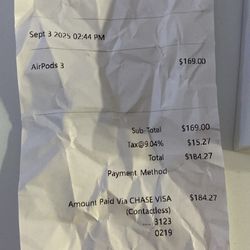 Sept 3 2025 02:44 PM
AirPods 3 $169.00
Sub-Total $169.00
Tax@9.04% $15.27
Total $184.27
Payment Method
Amount Paid Via CHASE VISA $184.27
(Contactless)
.... 3123
0219